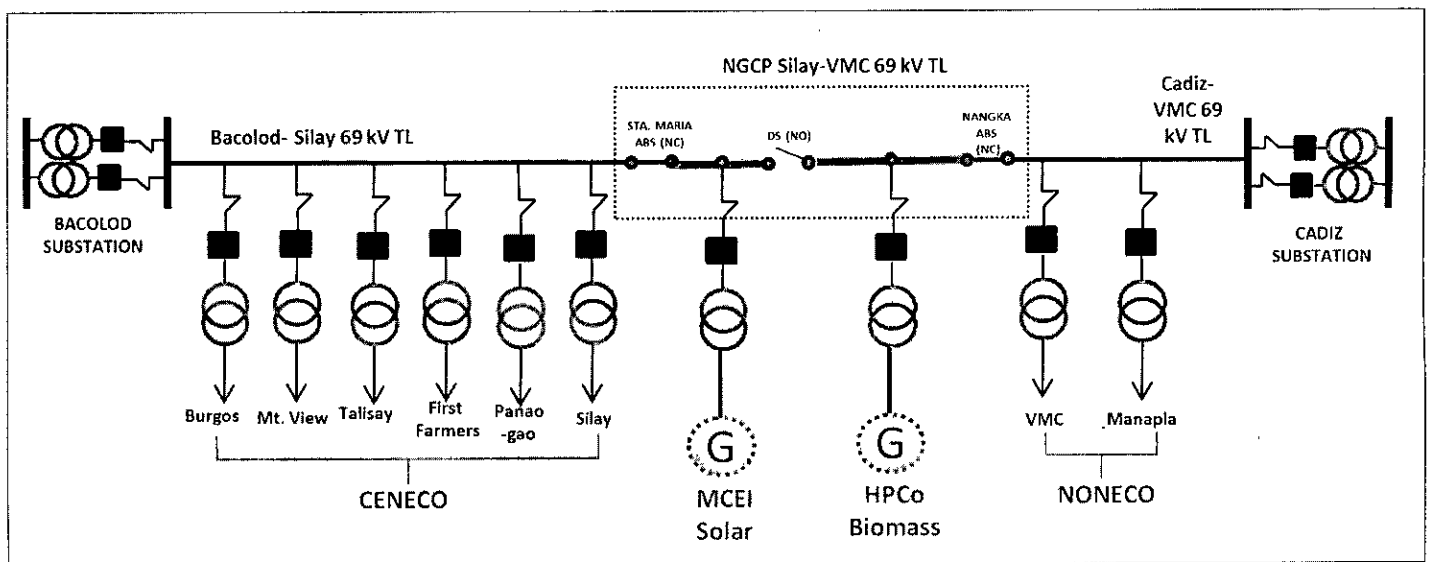 NGCP Silay-VMC 69 kV TL
Cadiz-
VMC 69
kV TL
Bacolod- Silay 69 kV TL
STA. MARIA
ABS (NC)
DS (NO)
NANGKA
ABS
(NC)
BACOLOD
SUBSTATION
CADIZ
SUBSTATION
Burgos
Mt. View
Talisay
First
Farmers
Panao
-gao
Silay
VMC
Manapla
G
G
CENECO
MCEI
Solar
HPCo
Biomass
NONECO